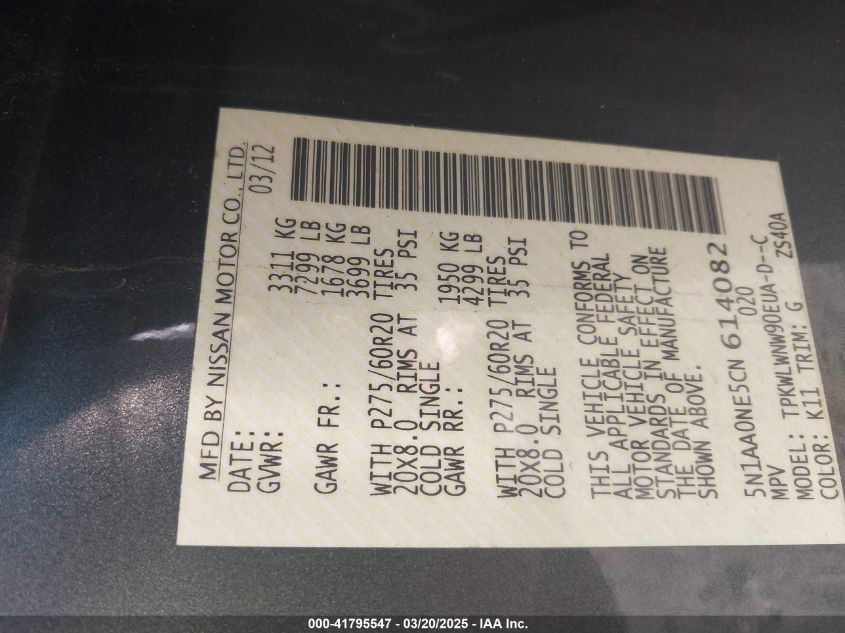 MFD BY NISSAN MOTOR CO., LTD.
DATE: 03/12
GVWR: 3311 KG
7299 LB
GAWR FR.: 1678 KG
3699 LB
WITH P275/60R20 TIRES
20X8.0 RIMS AT 35 PSI
COLD SINGLE
GAWR RR.: 1950 KG
4299 LB
WITH P275/60R20 TIRES
20X8.0 RIMS AT 35 PSI
COLD SINGLE
THIS VEHICLE CONFORMS TO
ALL APPLICABLE FEDERAL
MOTOR VEHICLE SAFETY
STANDARDS IN EFFECT ON
THE DATE OF MANUFACTURE
SHOWN ABOVE.
5N1AA0NE5CN 614082
MPV 020
MODEL: TPKWLWNW90EUA-D--C
COLOR: K11 TRIM: G ZS40A
000-41795547 - 03/20/2025 - IAA Inc.